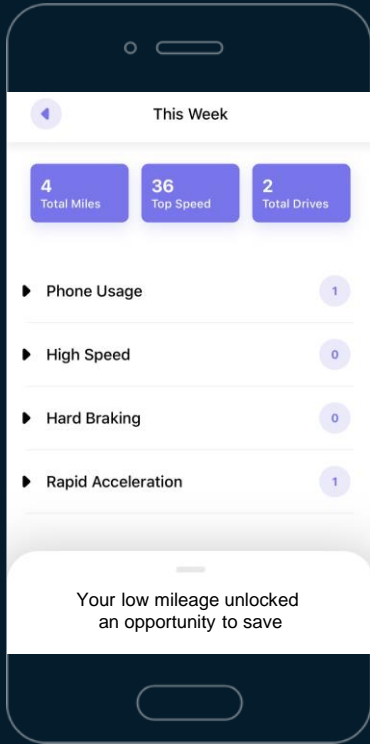 This Week
4
Total Miles
36
Top Speed
2
Total Drives
Phone Usage
1
High Speed
0
Hard Braking
0
Rapid Acceleration
1
Your low mileage unlocked
an opportunity to save